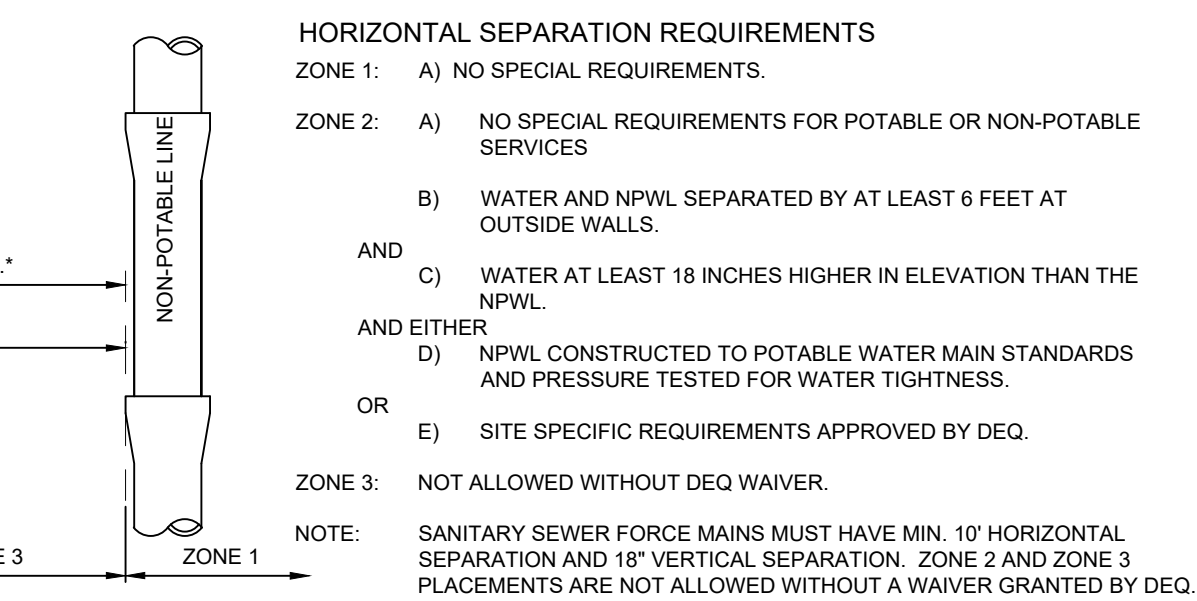 HORIZONTAL SEPARATION REQUIREMENTS
ZONE 1: A) NO SPECIAL REQUIREMENTS.
ZONE 2: A) NO SPECIAL REQUIREMENTS FOR POTABLE OR NON-POTABLE
SERVICES
B) WATER AND NPWL SEPARATED BY AT LEAST 6 FEET AT
OUTSIDE WALLS.
AND
C) WATER AT LEAST 18 INCHES HIGHER IN ELEVATION THAN THE
NPWL.
AND EITHER
D) NPWL CONSTRUCTED TO POTABLE WATER MAIN STANDARDS
AND PRESSURE TESTED FOR WATER TIGHTNESS.
OR
E) SITE SPECIFIC REQUIREMENTS APPROVED BY DEQ.
ZONE 3: NOT ALLOWED WITHOUT DEQ WAIVER.
NOTE: SANITARY SEWER FORCE MAINS MUST HAVE MIN. 10' HORIZONTAL
SEPARATION AND 18" VERTICAL SEPARATION. ZONE 2 AND ZONE 3
PLACEMENTS ARE NOT ALLOWED WITHOUT A WAIVER GRANTED BY DEQ.
NON-POTABLE LINE
.*
E 3
ZONE 1